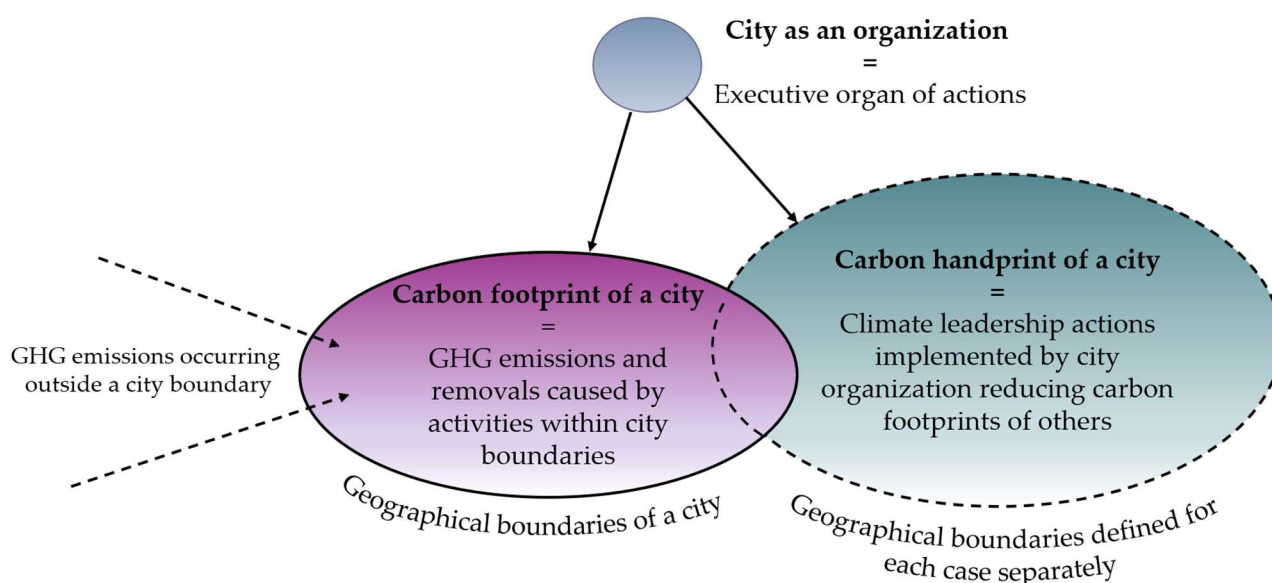 City as an organization
=
Executive organ of actions
GHG emissions occurring
outside a city boundary
Carbon footprint of a city
=
GHG emissions and
removals caused by
activities within city
boundaries
Geographical boundaries of a city
Carbon handprint of a city
=
Climate leadership actions
implemented by city
organization reducing carbon
footprints of others
Geographical boundaries defined for
each case separately